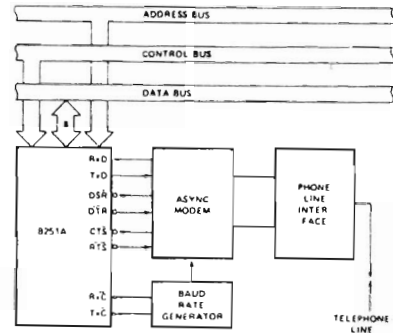 ADDRESS BUS
CONTROL BUS
DATA BUS
8
RxD
TxD
DSR
DTR
CTS
RTS
RxC
TxC
8251A
ASYNC
MODEM
PHONE
LINE
INTER
FACE
BAUD
RATE
GENERATOR
TELEPHONE
LINE